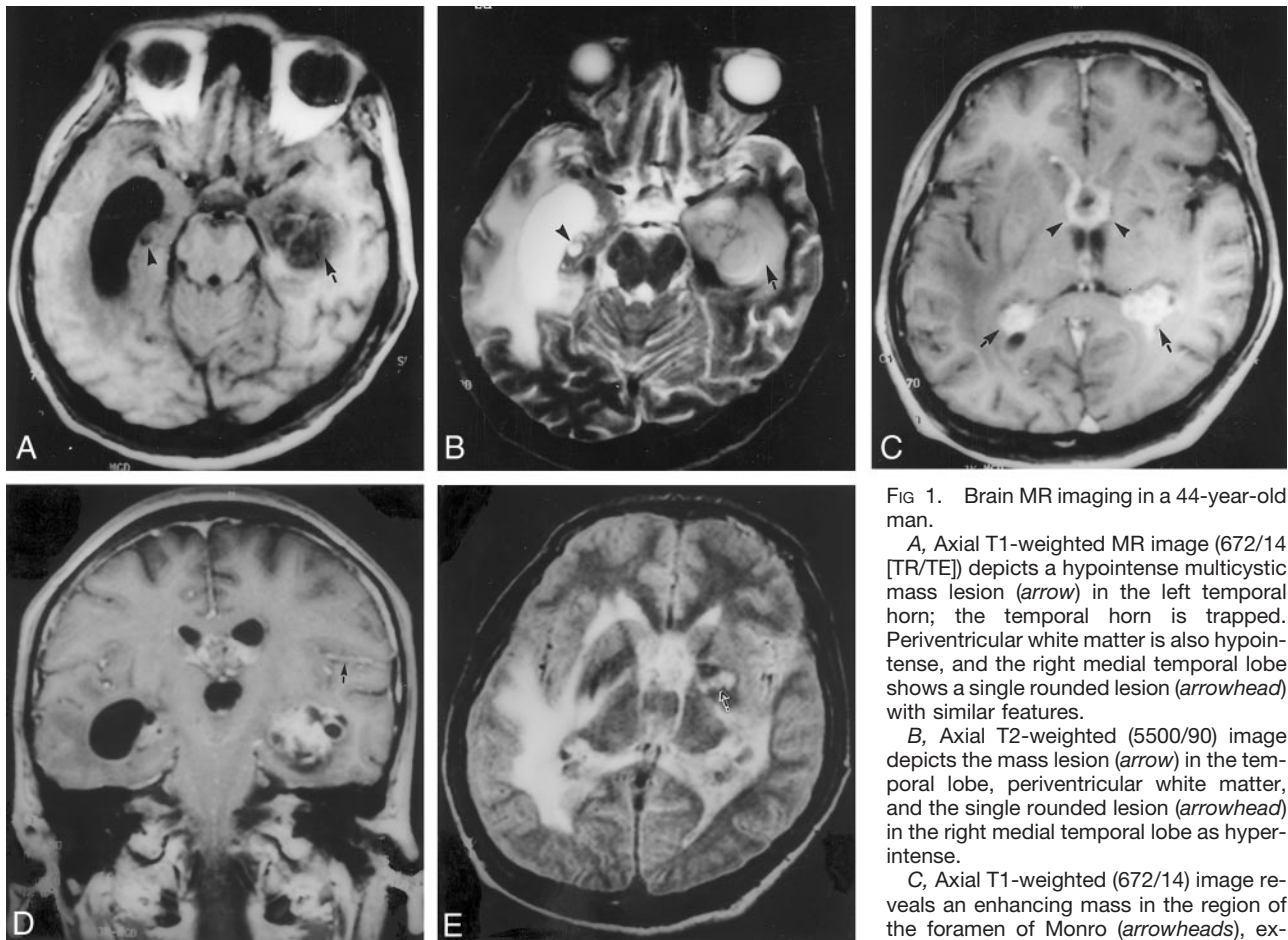 A
B
C
MGD
70
D
E
FIG 1. Brain MR imaging in a 44-year-old
man.
A, Axial T1-weighted MR image (672/14
[TR/TE]) depicts a hypointense multicystic
mass lesion (arrow) in the left temporal
horn; the temporal horn is trapped.
Periventricular white matter is also hypoin-
tense, and the right medial temporal lobe
shows a single rounded lesion (arrowhead)
with similar features.
B, Axial T2-weighted (5500/90) image
depicts the mass lesion (arrow) in the tem-
poral lobe, periventricular white matter,
and the single rounded lesion (arrowhead)
in the right medial temporal lobe as hyper-
intense.
C, Axial T1-weighted (672/14) image re-
veals an enhancing mass in the region of
the foramen of Monro (arrowheads), ex-